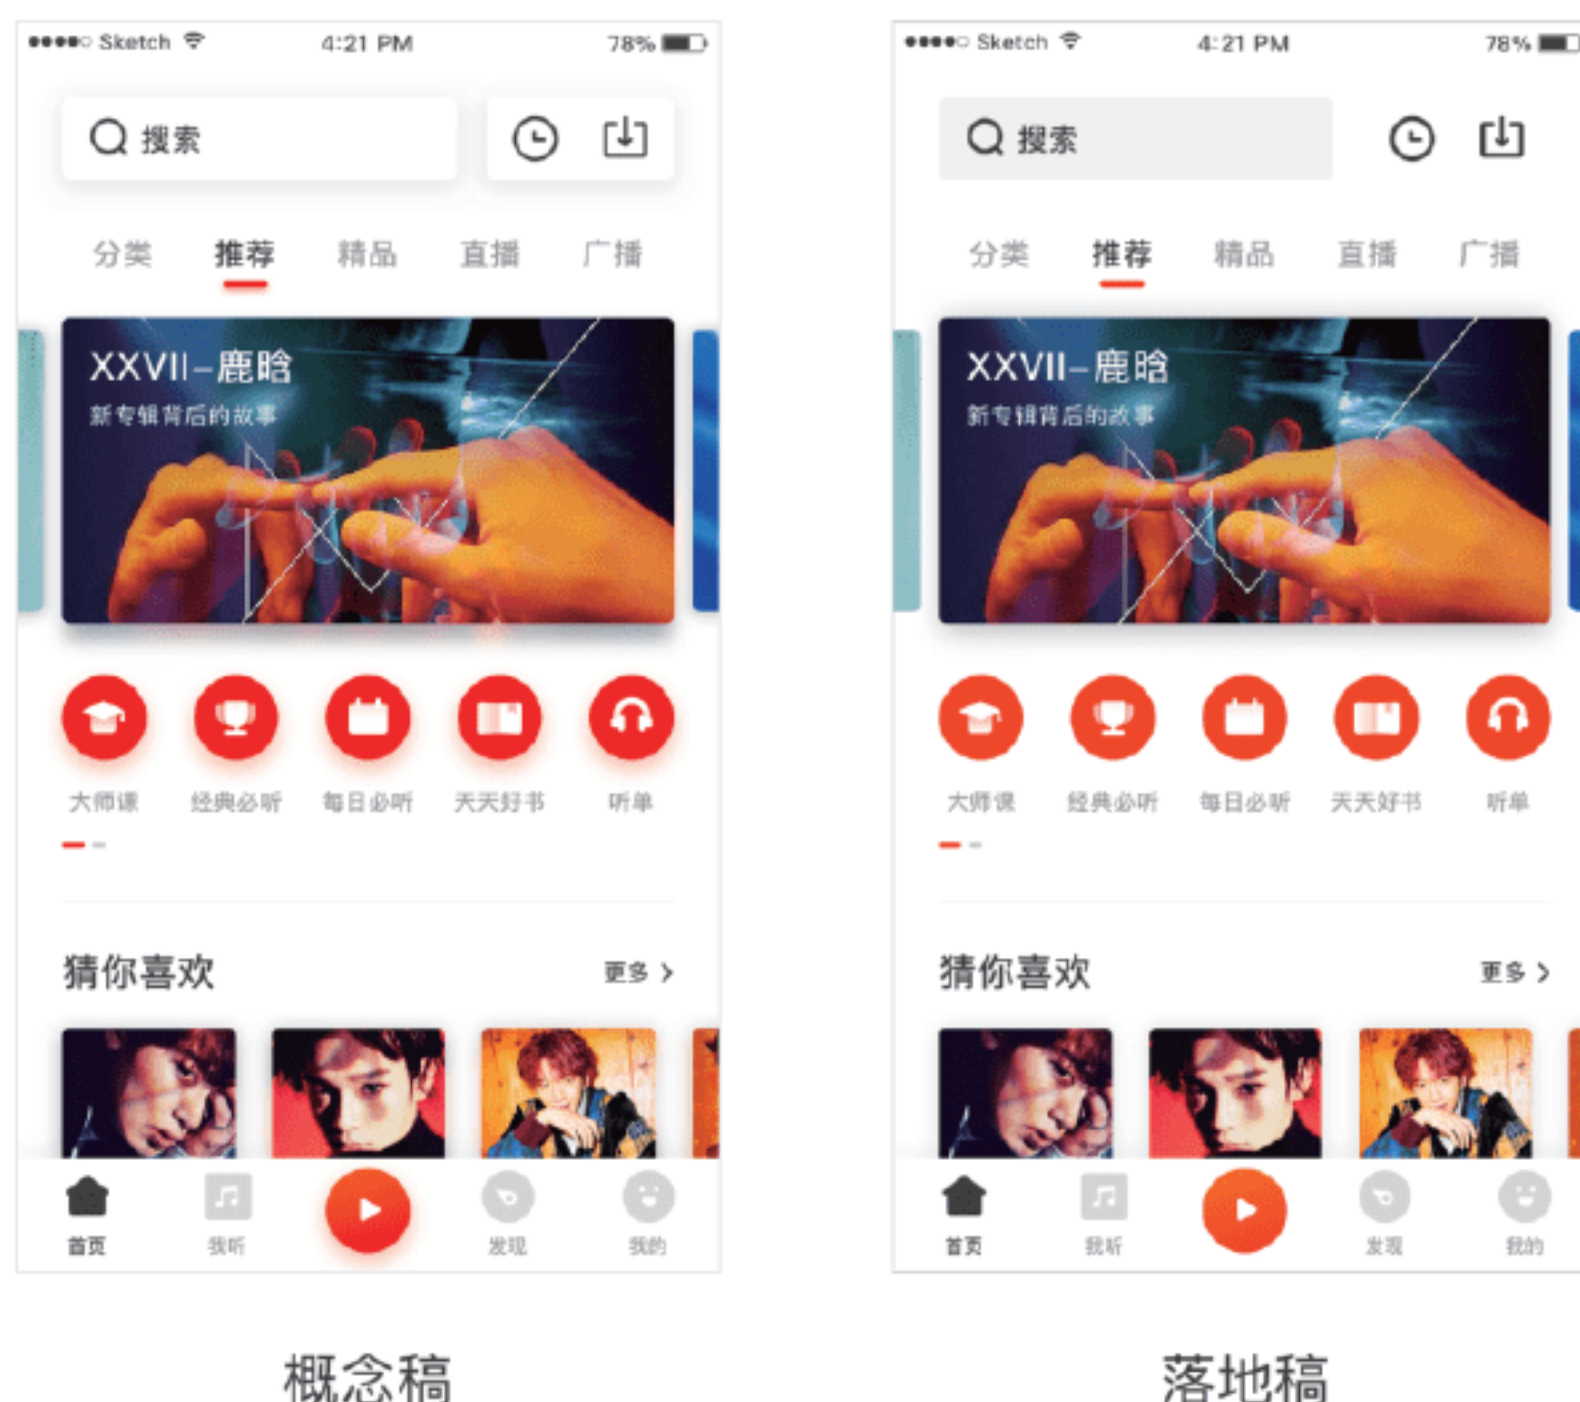 Sketch 4:21 PM 78%
搜索
分类 推荐 精品 直播 广播
XXVII–鹿晗
新专辑背后的故事
大师课 经典必听 每日必听 天天好书 听单
猜你喜欢 更多
首页 我听 发现 我的
概念稿
Sketch 4:21 PM 78%
搜索
分类 推荐 精品 直播 广播
XXVII–鹿晗
新专辑背后的故事
大师课 经典必听 每日必听 天天好书 听单
猜你喜欢 更多
首页 我听 发现 我的
落地稿